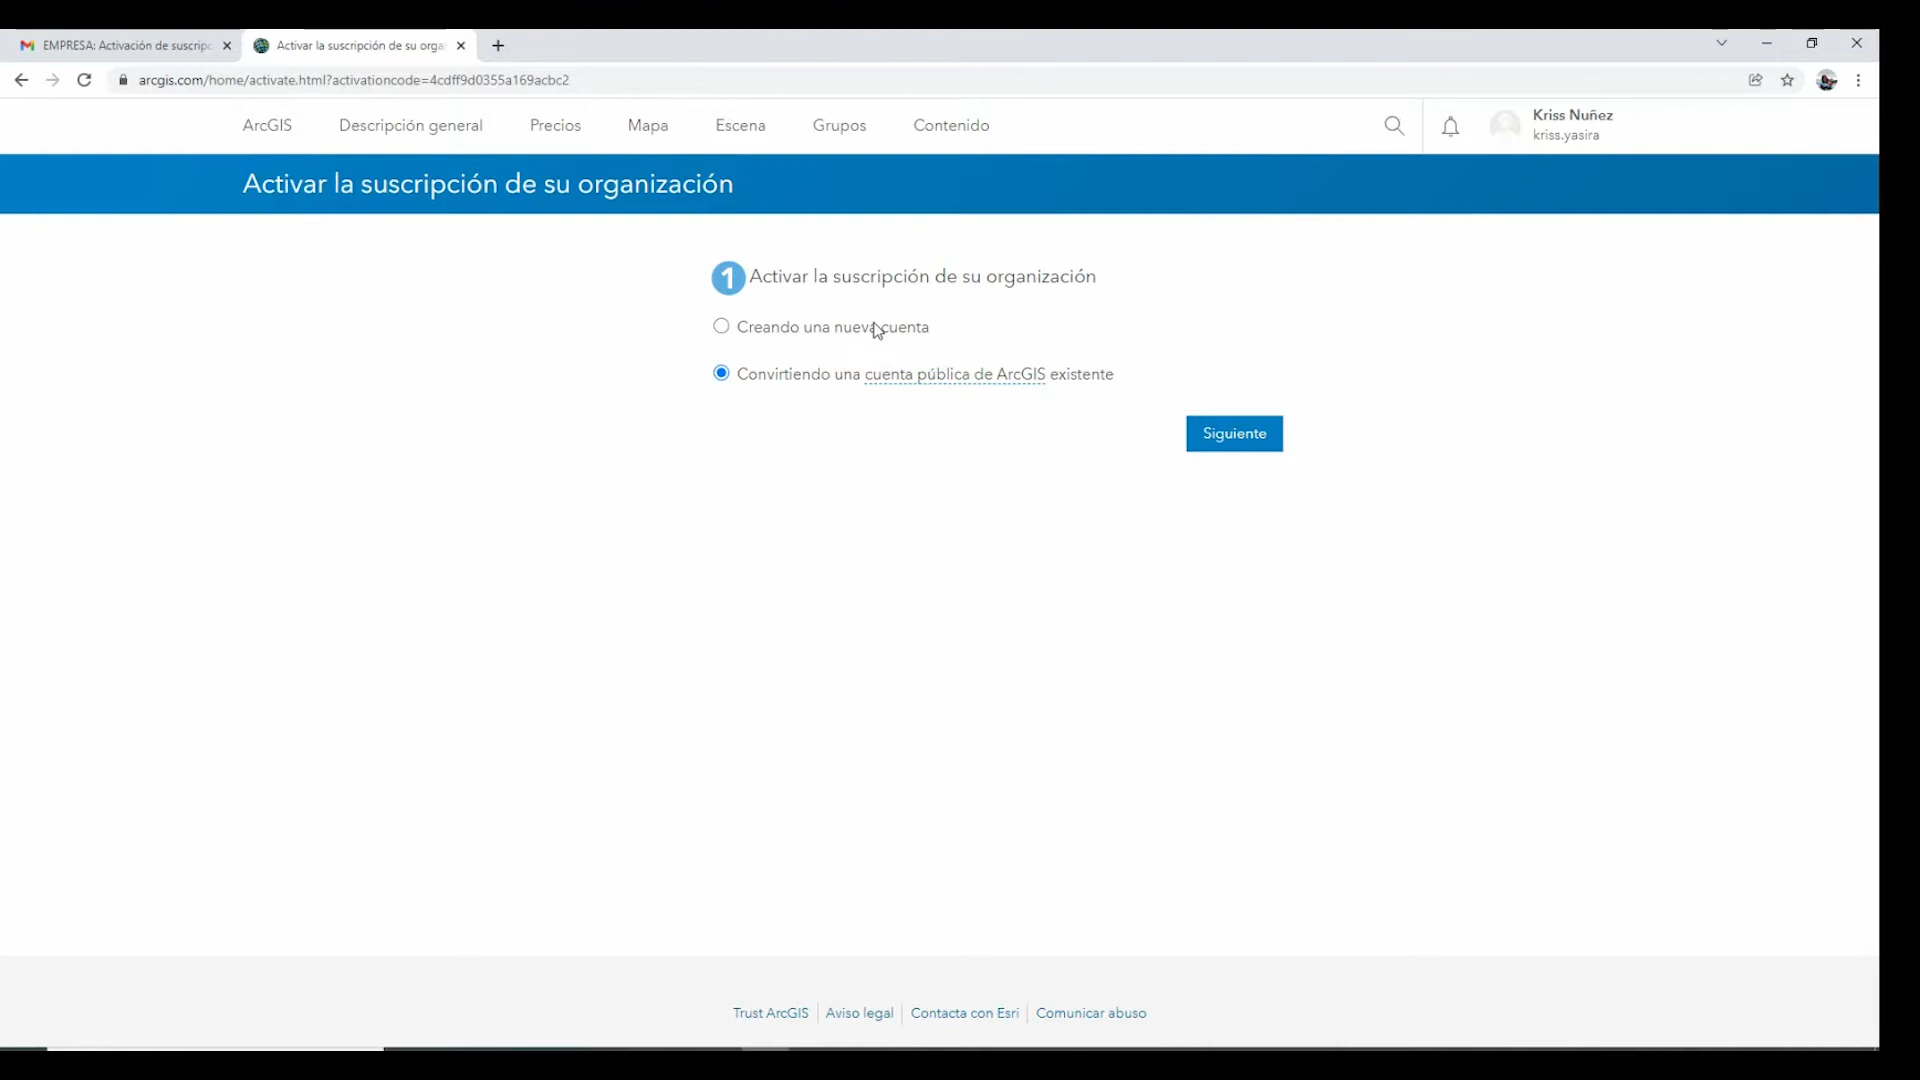 EMPRESA: Activación de suscripc
Activar la suscripción de su orga
arcgis.com/home/activate.html?activationcode=4cdff9d0355a169acbc2
ArcGIS
Descripción general
Precios
Mapa
Escena
Grupos
Contenido
Kriss Nuñez
kriss.yasira
Activar la suscripción de su organización
1 Activar la suscripción de su organización
Creando una nueva cuenta
Convirtiendo una cuenta pública de ArcGIS existente
Siguiente
Trust ArcGIS
Aviso legal
Contacta con Esri
Comunicar abuso